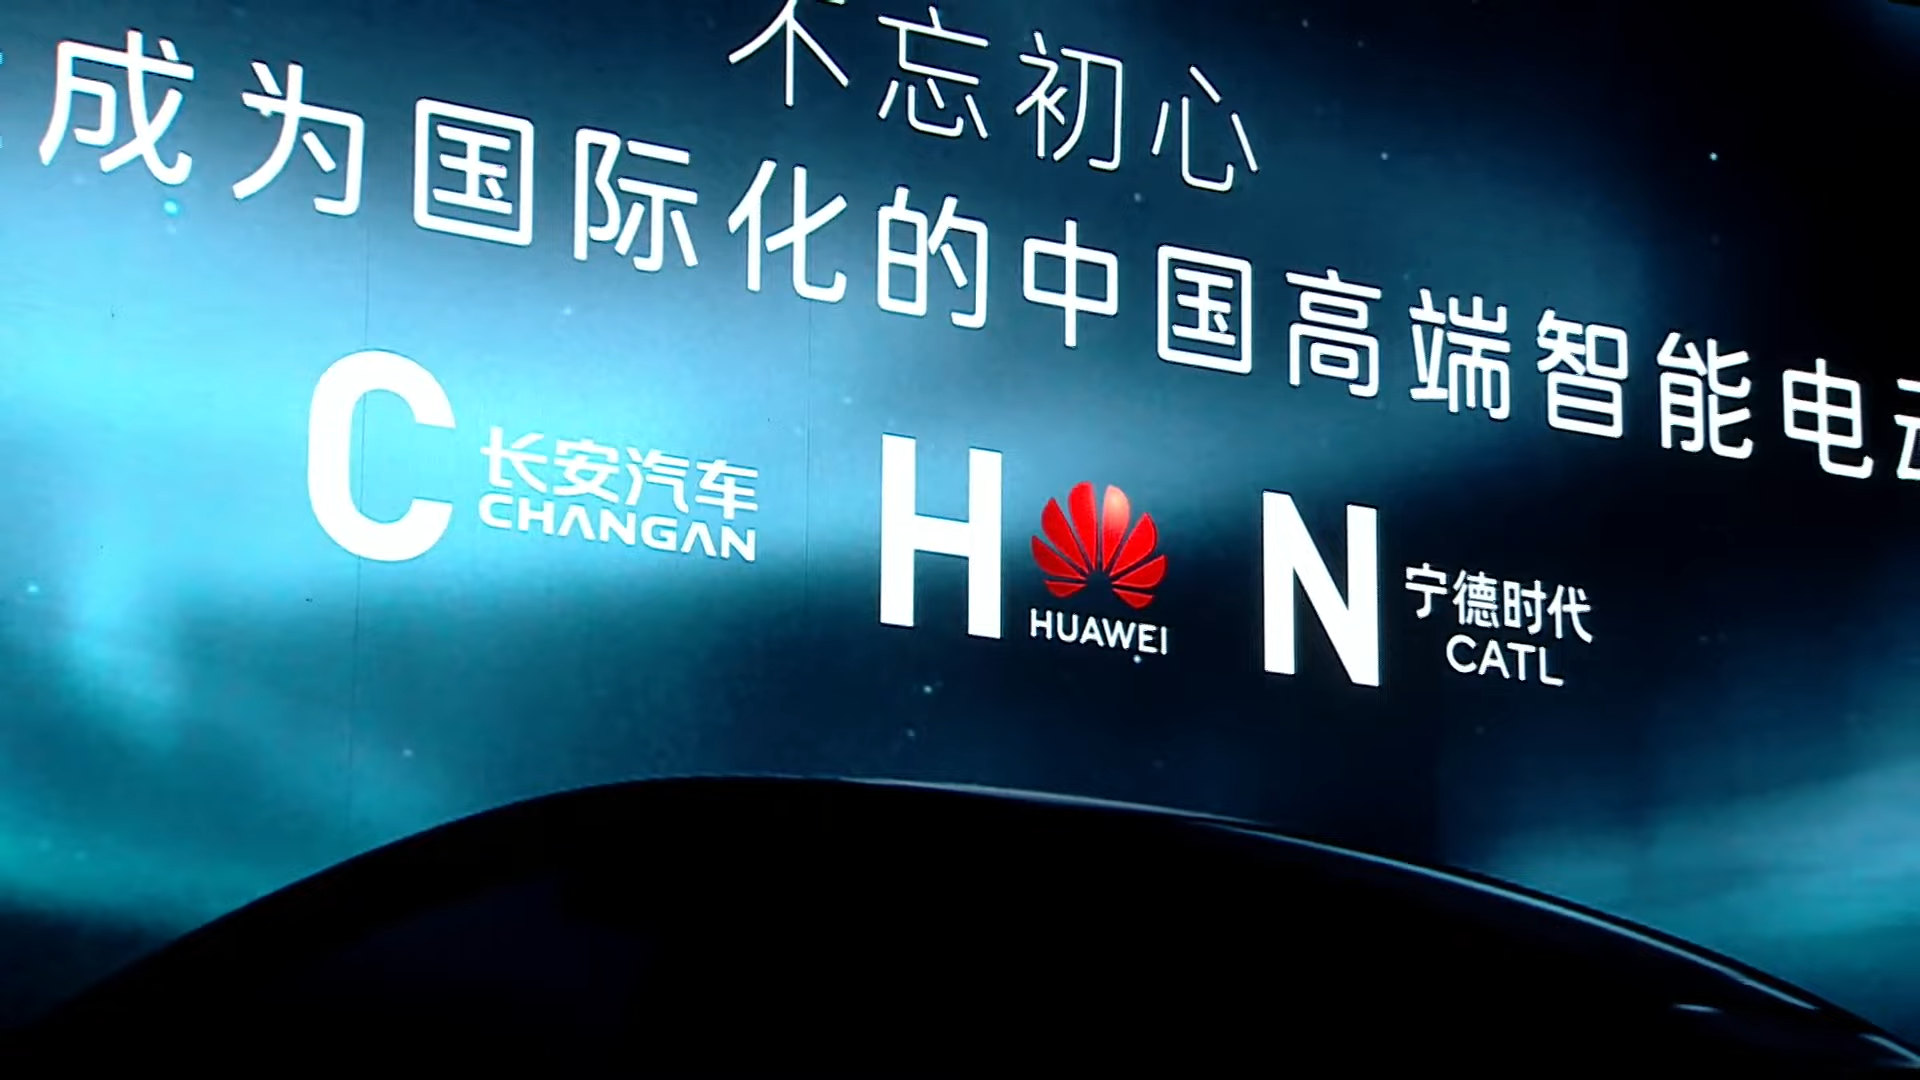 不忘初心
成为国际化的中国高端智能电动
C 长安汽车 CHANGAN
H HUAWEI
N 宁德时代 CATL